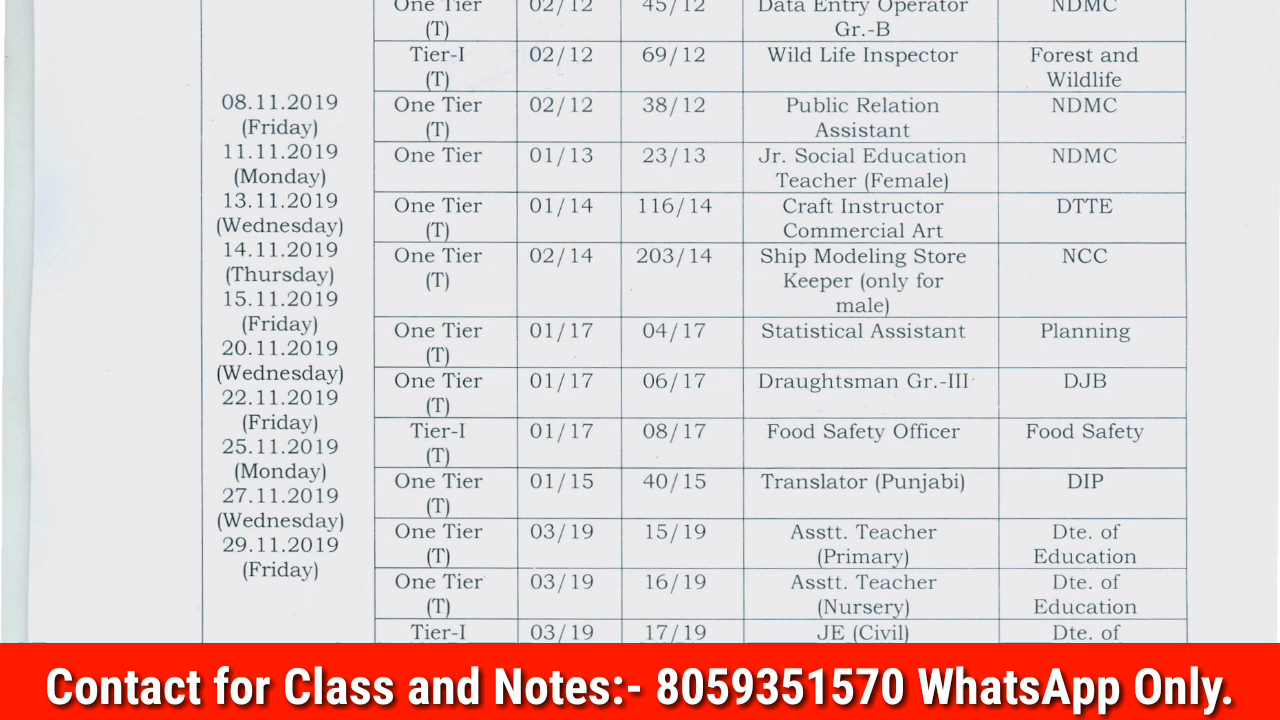 One Tier 02/12 45/12 Data Entry Operator NDMC
(T) Gr.-B
Tier-I 02/12 69/12 Wild Life Inspector Forest and
(T) Wildlife
08.11.2019
(Friday)
11.11.2019
(Monday)
13.11.2019
(Wednesday)
14.11.2019
(Thursday)
15.11.2019
(Friday)
20.11.2019
(Wednesday)
22.11.2019
(Friday)
25.11.2019
(Monday)
27.11.2019
(Wednesday)
29.11.2019
(Friday)
One Tier 02/12 38/12 Public Relation NDMC
(T) Assistant
One Tier 01/13 23/13 Jr. Social Education NDMC
Teacher (Female)
One Tier 01/14 116/14 Craft Instructor DTTE
(T) Commercial Art
One Tier 02/14 203/14 Ship Modeling Store NCC
(T) Keeper (only for
male)
One Tier 01/17 04/17 Statistical Assistant Planning
(T)
One Tier 01/17 06/17 Draughtsman Gr.-III DJB
(T)
Tier-I 01/17 08/17 Food Safety Officer Food Safety
(T)
One Tier 01/15 40/15 Translator (Punjabi) DIP
(T)
One Tier 03/19 15/19 Asstt. Teacher Dte. of
(T) (Primary) Education
One Tier 03/19 16/19 Asstt. Teacher Dte. of
(T) (Nursery) Education
Tier-I 03/19 17/19 JE (Civil) Dte. of
Contact for Class and Notes:- 8059351570 WhatsApp Only.